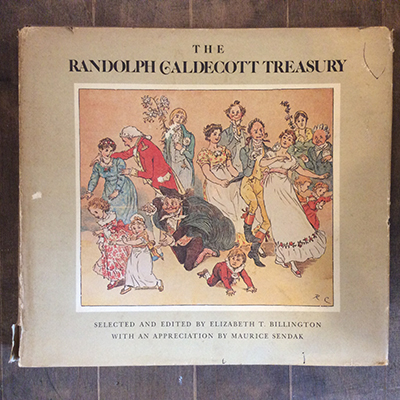 THE
RANDOLPH CALDECOTT TREASURY
R. C.
SELECTED AND EDITED BY ELIZABETH T. BILLINGTON
WITH AN APPRECIATION BY MAURICE SENDAK